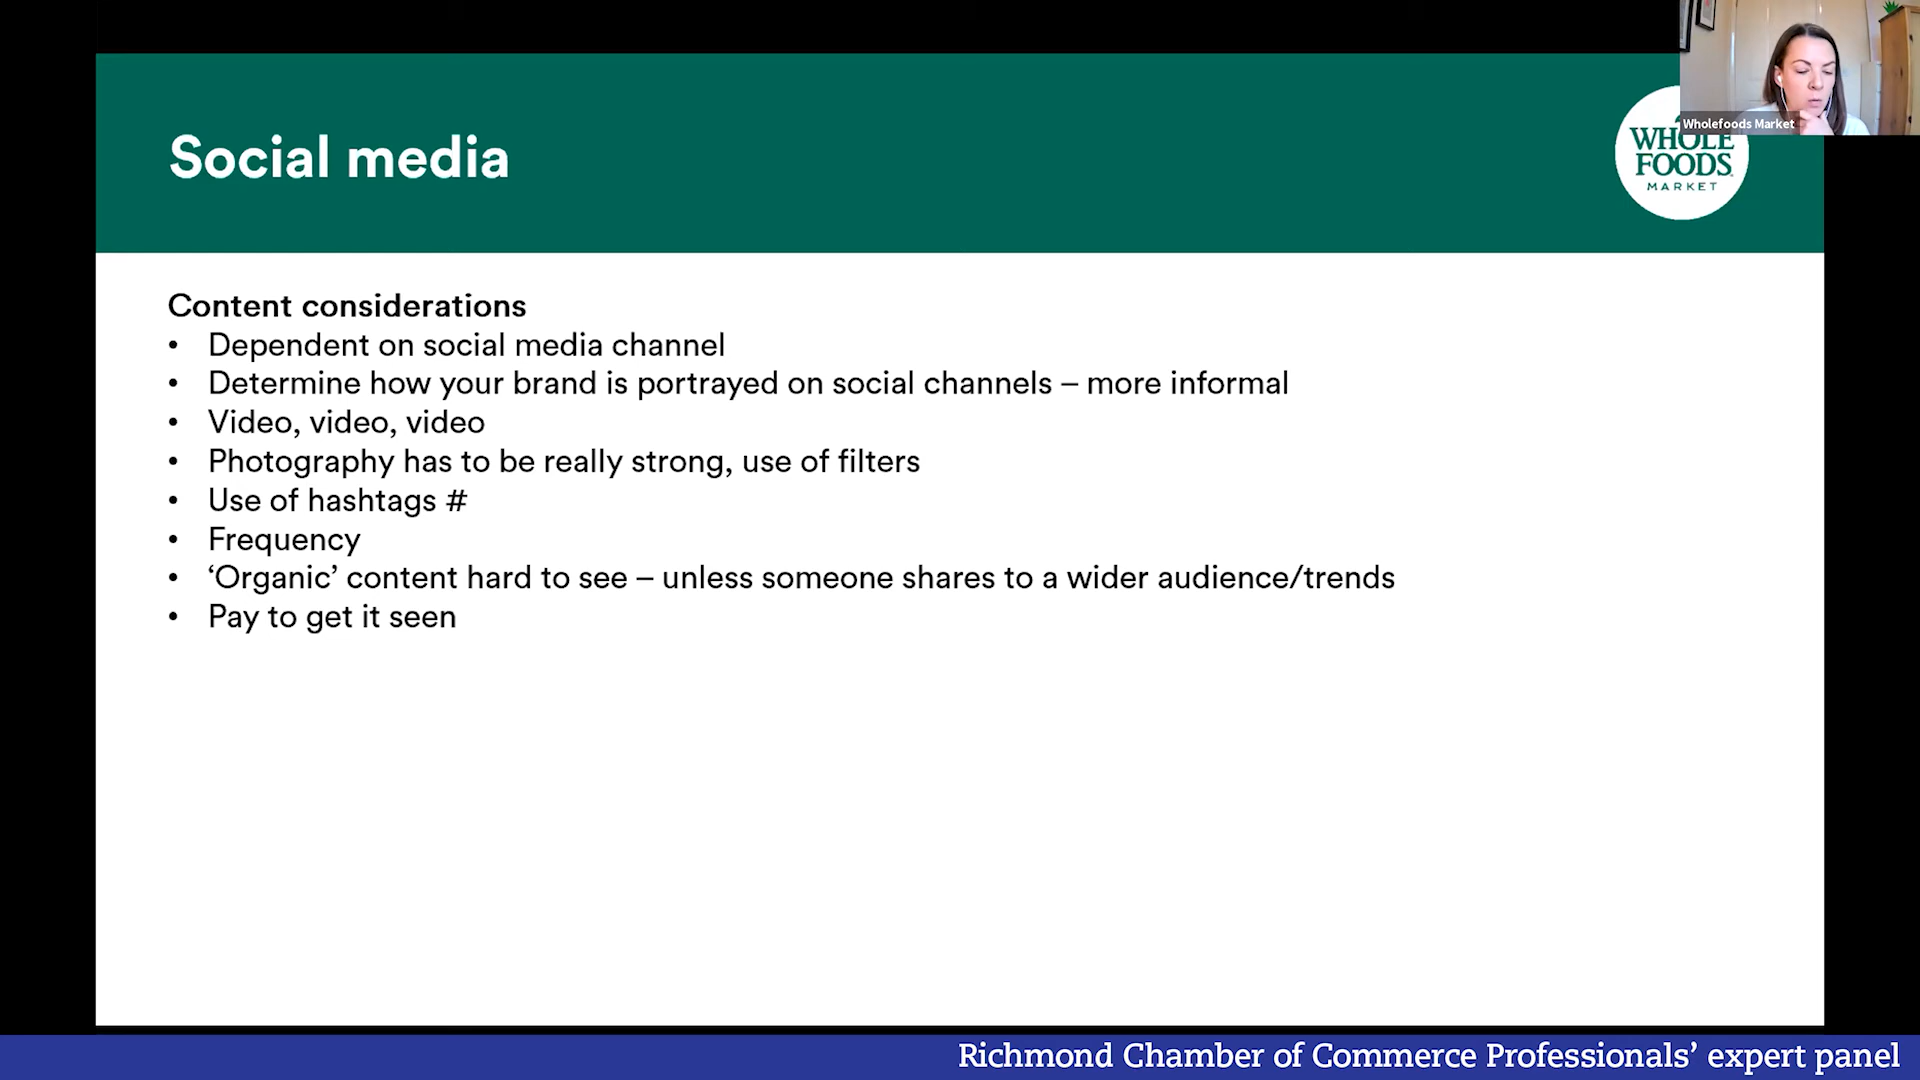 Wholefoods Market
Social media
WHOLE
FOODS
MARKET
Content considerations
• Dependent on social media channel
• Determine how your brand is portrayed on social channels – more informal
• Video, video, video
• Photography has to be really strong, use of filters
• Use of hashtags #
• Frequency
• ‘Organic’ content hard to see – unless someone shares to a wider audience/trends
• Pay to get it seen
Richmond Chamber of Commerce Professionals’ expert panel